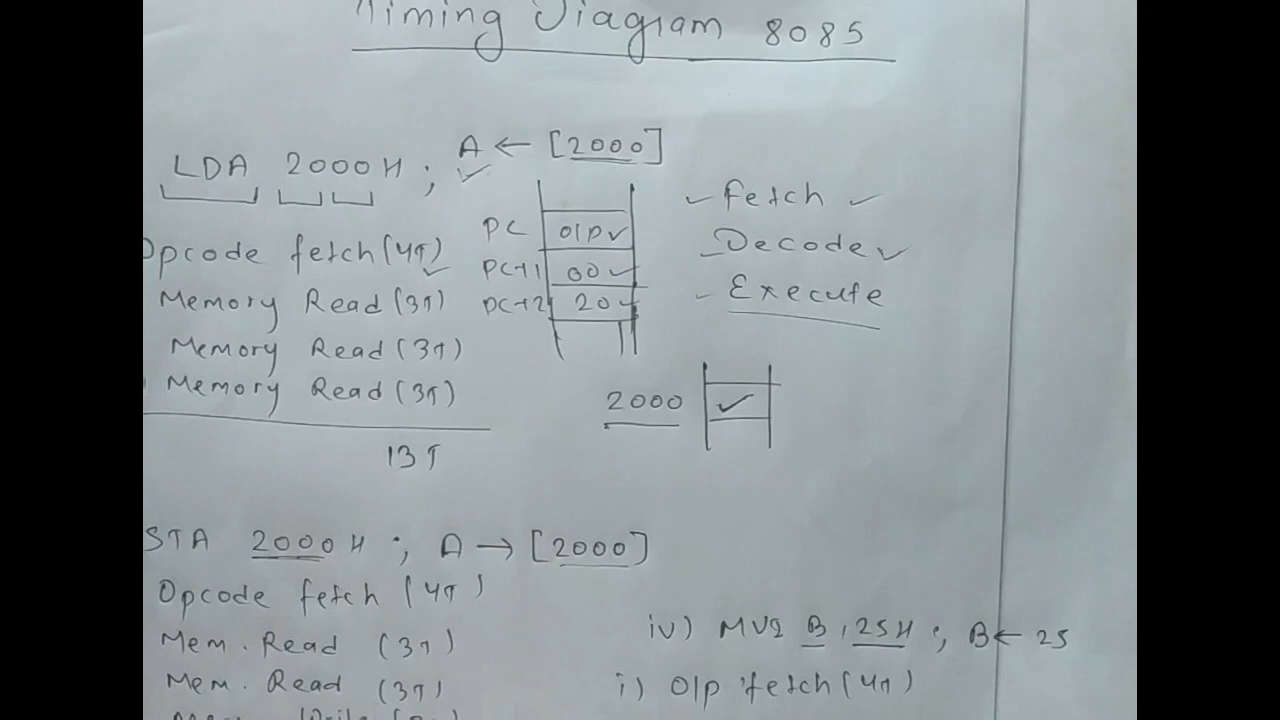 Timing Diagram 8085
LDA 2000H ; A ← [2000]
Opcode fetch (4T)
Memory Read (3T)
Memory Read (3T)
Memory Read (3T)
13T
PC O/P
PC+1 00
PC+2 20
Fetch
Decode
Execute
2000
STA 2000H ; A → [2000]
Opcode fetch (4T)
Mem. Read (3T)
Mem. Read (3T)
iv) MVI B, 25H ; B ← 25
i) O/p fetch (4T)